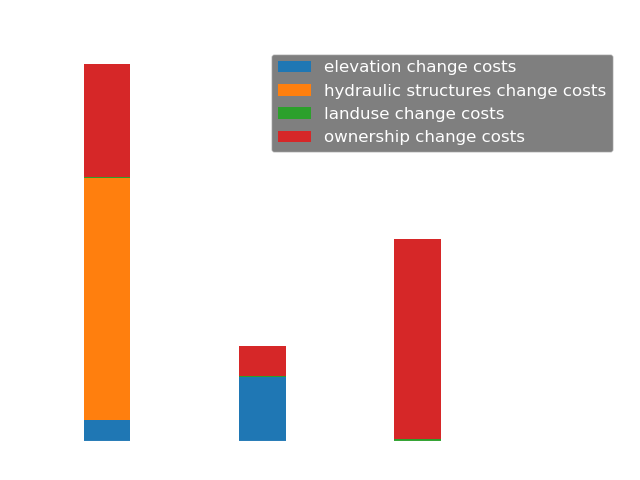 elevation change costs
hydraulic structures change costs
landuse change costs
ownership change costs